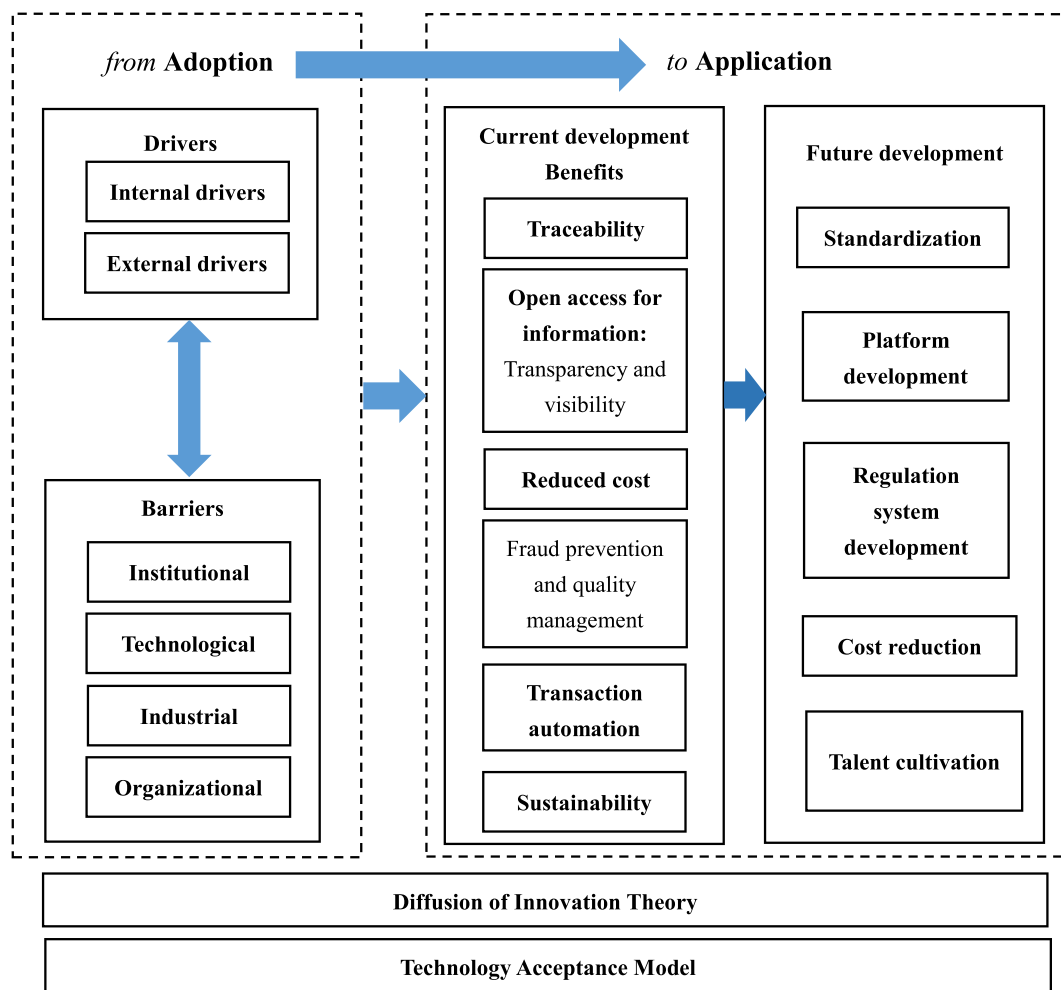 from Adoption
to Application
Drivers
Internal drivers
External drivers
Barriers
Institutional
Technological
Industrial
Organizational
Current development
Benefits
Traceability
Open access for
information:
Transparency and
visibility
Reduced cost
Fraud prevention
and quality
management
Transaction
automation
Sustainability
Future development
Standardization
Platform
development
Regulation
system
development
Cost reduction
Talent cultivation
Diffusion of Innovation Theory
Technology Acceptance Model